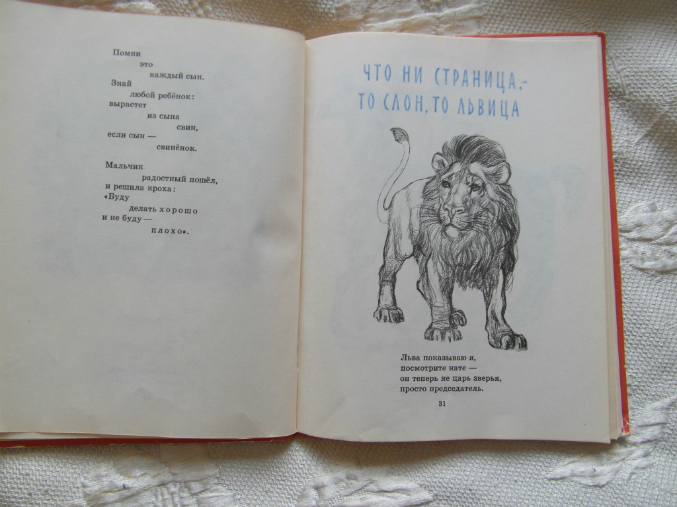 Помни
это
каждый сын.
Знай
любой ребёнок:
вырастет
из сына
свин,
если сын —
свинёнок.
Мальчик
радостный пошёл,
и решила кроха:
«Буду
делать хорошо
и не буду —
плохо».
ЧТО НИ СТРАНИЦА,-
ТО СЛОН, ТО ЛЬВИЦА
Льва показываю я,
посмотрите нате —
он теперь не царь зверья,
просто председатель.
31